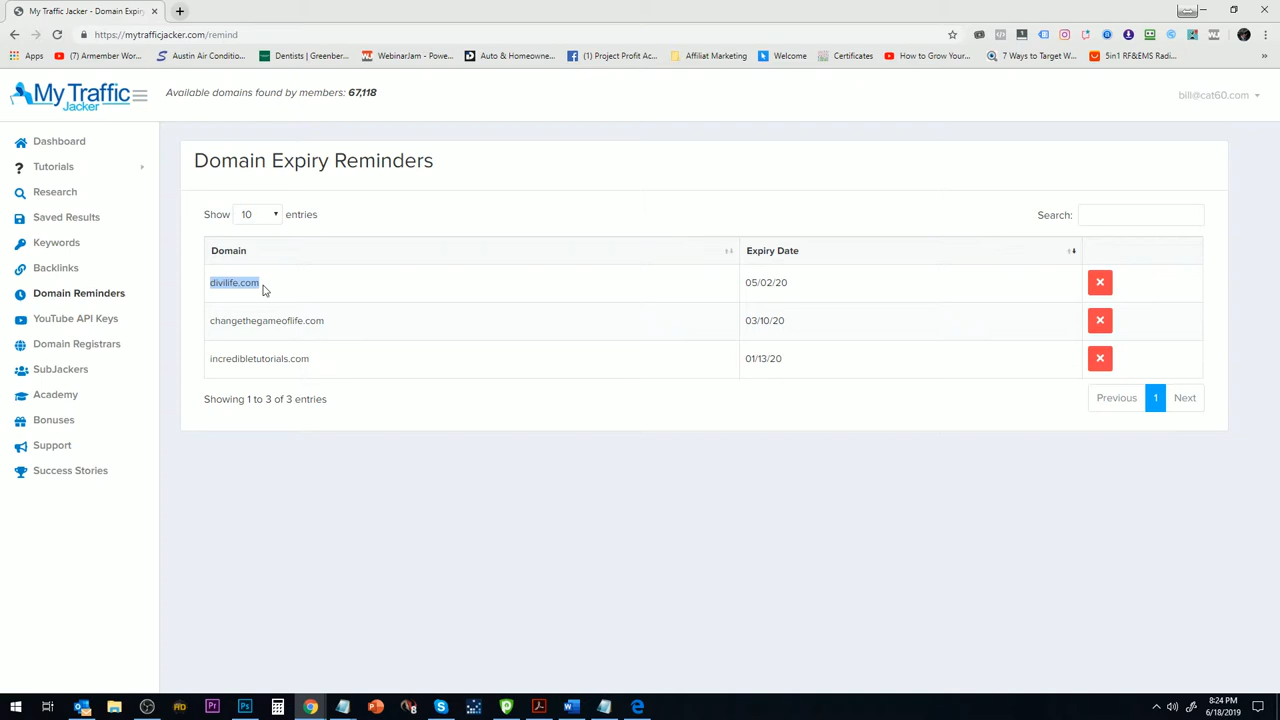 My Traffic Jacker - Domain Expir
https://mytrafficjacker.com/remind
Apps
(7) Armember Wor...
Austin Air Conditio...
Dentists | Greenber...
WebinarJam - Powe...
Auto & Homeowne...
(1) Project Profit Ac...
Affiliate Marketing
Welcome
Certificates
How to Grow Your...
7 Ways to Target W...
5in1 RF&EMS Radi...
My Traffic
Jacker
Available domains found by members: 67,118
bill@cat60.com
Dashboard
Tutorials
Research
Saved Results
Keywords
Backlinks
Domain Reminders
YouTube API Keys
Domain Registrars
SubJackers
Academy
Bonuses
Support
Success Stories
Domain Expiry Reminders
Show 10 entries
Search:
Domain Expiry Date
divilife.com 05/02/20
changethegameoflife.com 03/10/20
incredibletutorials.com 01/13/20
Showing 1 to 3 of 3 entries
Previous 1 Next
8:24 PM
6/18/2019